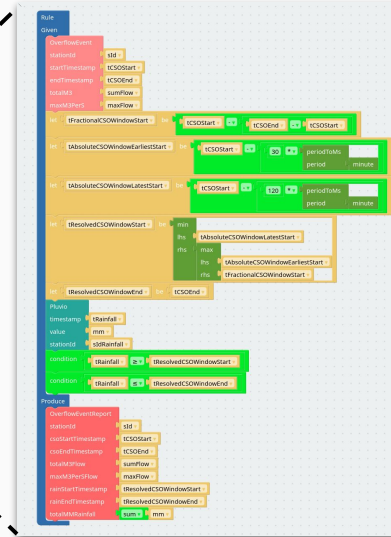 Rule
Given
OverflowEvent
stationId sId
startTimestamp tCSOStart
endTimestamp tCSOEnd
totalM3 sumFlow
maxM3PerS maxFlow
let tFractionalCSOWindowStart be tCSOStart - tCSOEnd - tCSOStart
let tAbsoluteCSOWindowEarliestStart be tCSOStart - 30 * periodToMs
period minute
let tAbsoluteCSOWindowLatestStart be tCSOStart - 120 * periodToMs
period minute
let tResolvedCSOWindowStart be min
lhs tAbsoluteCSOWindowLatestStart
rhs max
lhs tAbsoluteCSOWindowEarliestStart
rhs tFractionalCSOWindowStart
let tResolvedCSOWindowEnd be tCSOEnd
Pluvio
timestamp tRainfall
value mm
stationId sIdRainfall
condition tRainfall ≥ tResolvedCSOWindowStart
condition tRainfall ≤ tResolvedCSOWindowEnd
Produce
OverflowEventReport
stationId sId
csoStartTimestamp tCSOStart
csoEndTimestamp tCSOEnd
totalM3Flow sumFlow
maxM3PerSFlow maxFlow
rainStartTimestamp tResolvedCSOWindowStart
rainEndTimestamp tResolvedCSOWindowEnd
totalMMRainfall sum mm